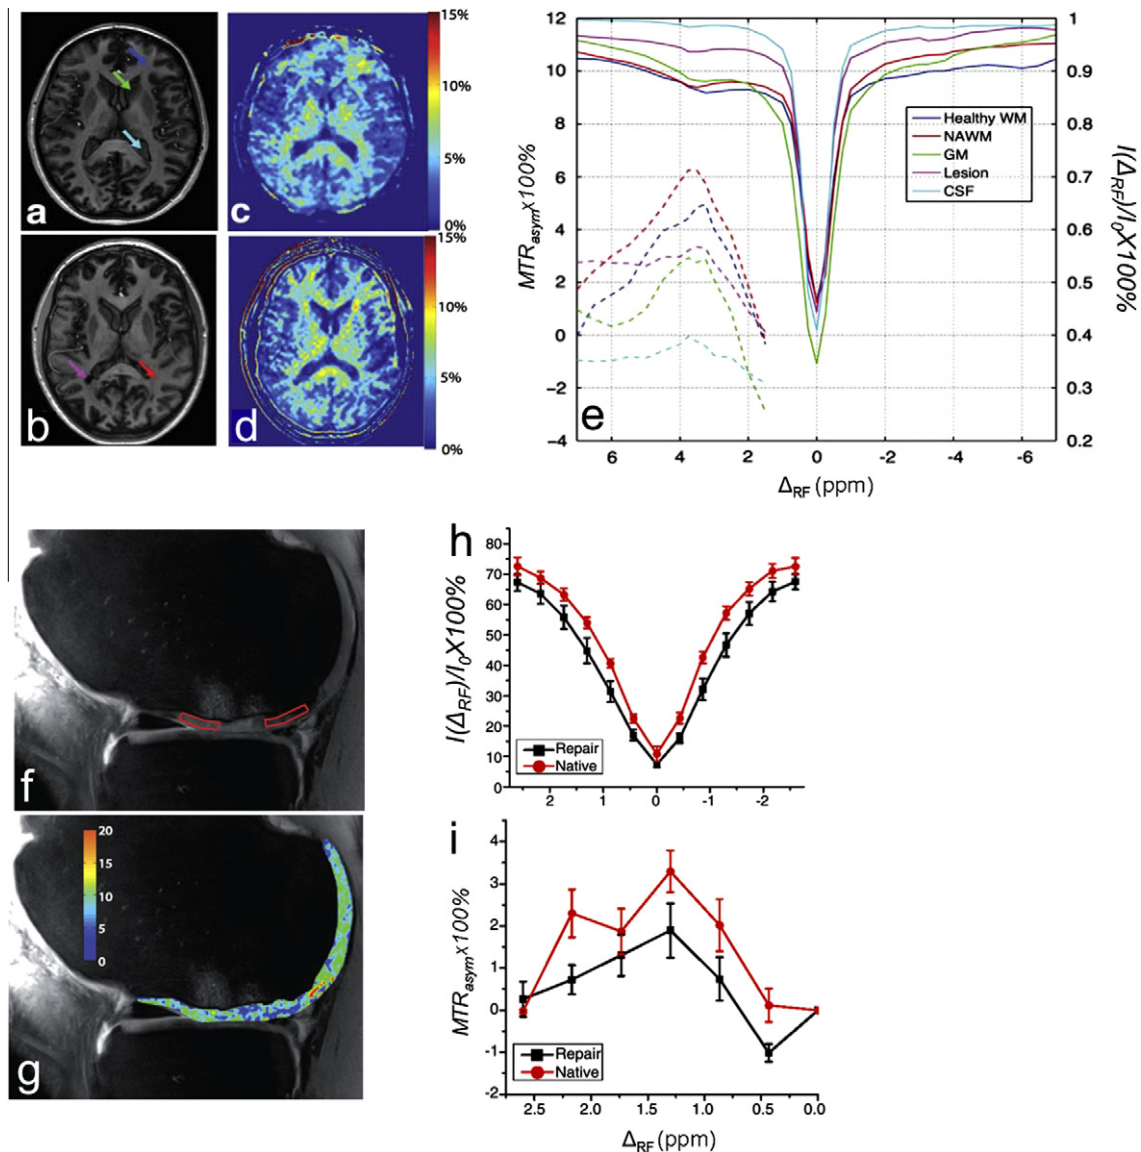 a
15%
10%
5%
0%
c
b
15%
10%
5%
0%
d
MTRasymX100%
12
10
8
6
4
2
0
-2
-4
1
0.9
0.8
0.7
0.6
0.5
0.4
0.3
0.2
I(ΔRF)/I0X100%
Healthy WM
NAWM
GM
Lesion
CSF
e
6
4
2
0
-2
-4
-6
ΔRF (ppm)
f
h
I(ΔRF)/I0X100%
80
70
60
50
40
30
20
10
0
Repair
Native
2
1
0
-1
-2
20
15
10
5
0
g
i
MTRasymX100%
4
3
2
1
0
-1
-2
Repair
Native
2.5
2.0
1.5
1.0
0.5
0.0
ΔRF (ppm)